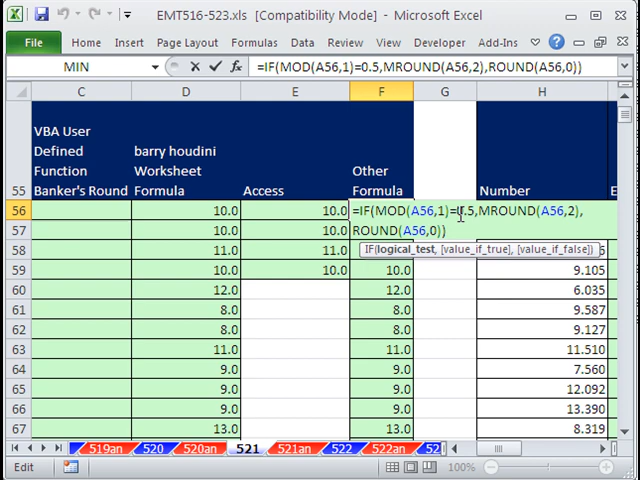 EMT516-523.xls [Compatibility Mode] - Microsoft Excel
File Home Insert Page Layout Formulas Data Review View Developer Add-Ins
MIN =IF(MOD(A56,1)=0.5,MROUND(A56,2),ROUND(A56,0))
C D E F G H
VBA User
Defined barry houdini
Function Worksheet Other
55 Banker's Round Formula Access Formula Number E
56 10.0 10.0 =IF(MOD(A56,1)=0.5,MROUND(A56,2),
57 10.0 10.0 ROUND(A56,0))
IF(logical_test, [value_if_true], [value_if_false])
58 11.0 11.0
59 10.0 10.0 10.0 9.105
60 12.0 12.0 6.035
61 8.0 8.0 9.587
62 8.0 8.0 9.127
63 11.0 11.0 11.510
64 9.0 9.0 7.560
65 9.0 9.0 12.092
66 9.0 9.0 13.390
67 13.0 13.0 8.319
519an 520 520an 521 521an 522 522an 52
Edit 100%